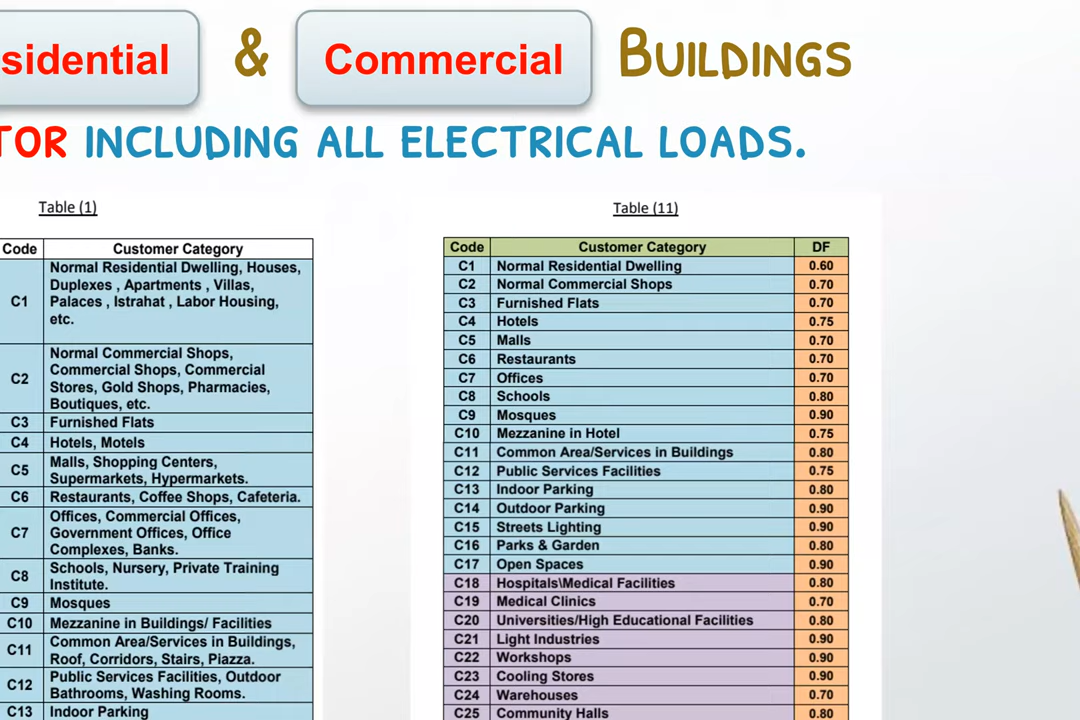 sidential & Commercial Buildings
TOR INCLUDING ALL ELECTRICAL LOADS.
Table (1)
Code Customer Category
C1 Normal Residential Dwelling, Houses,
Duplexes , Apartments , Villas,
Palaces , Istrahat , Labor Housing,
etc.
C2 Normal Commercial Shops,
Commercial Shops, Commercial
Stores, Gold Shops, Pharmacies,
Boutiques, etc.
C3 Furnished Flats
C4 Hotels, Motels
C5 Malls, Shopping Centers,
Supermarkets, Hypermarkets.
C6 Restaurants, Coffee Shops, Cafeteria.
C7 Offices, Commercial Offices,
Government Offices, Office
Complexes, Banks.
C8 Schools, Nursery, Private Training
Institute.
C9 Mosques
C10 Mezzanine in Buildings/ Facilities
C11 Common Area/Services in Buildings,
Roof, Corridors, Stairs, Piazza.
C12 Public Services Facilities, Outdoor
Bathrooms, Washing Rooms.
C13 Indoor Parking
Table (11)
Code Customer Category DF
C1 Normal Residential Dwelling 0.60
C2 Normal Commercial Shops 0.70
C3 Furnished Flats 0.70
C4 Hotels 0.75
C5 Malls 0.70
C6 Restaurants 0.70
C7 Offices 0.70
C8 Schools 0.80
C9 Mosques 0.90
C10 Mezzanine in Hotel 0.75
C11 Common Area/Services in Buildings 0.80
C12 Public Services Facilities 0.75
C13 Indoor Parking 0.80
C14 Outdoor Parking 0.90
C15 Streets Lighting 0.90
C16 Parks & Garden 0.80
C17 Open Spaces 0.90
C18 Hospitals\Medical Facilities 0.80
C19 Medical Clinics 0.70
C20 Universities/High Educational Facilities 0.80
C21 Light Industries 0.90
C22 Workshops 0.90
C23 Cooling Stores 0.90
C24 Warehouses 0.70
C25 Community Halls 0.80